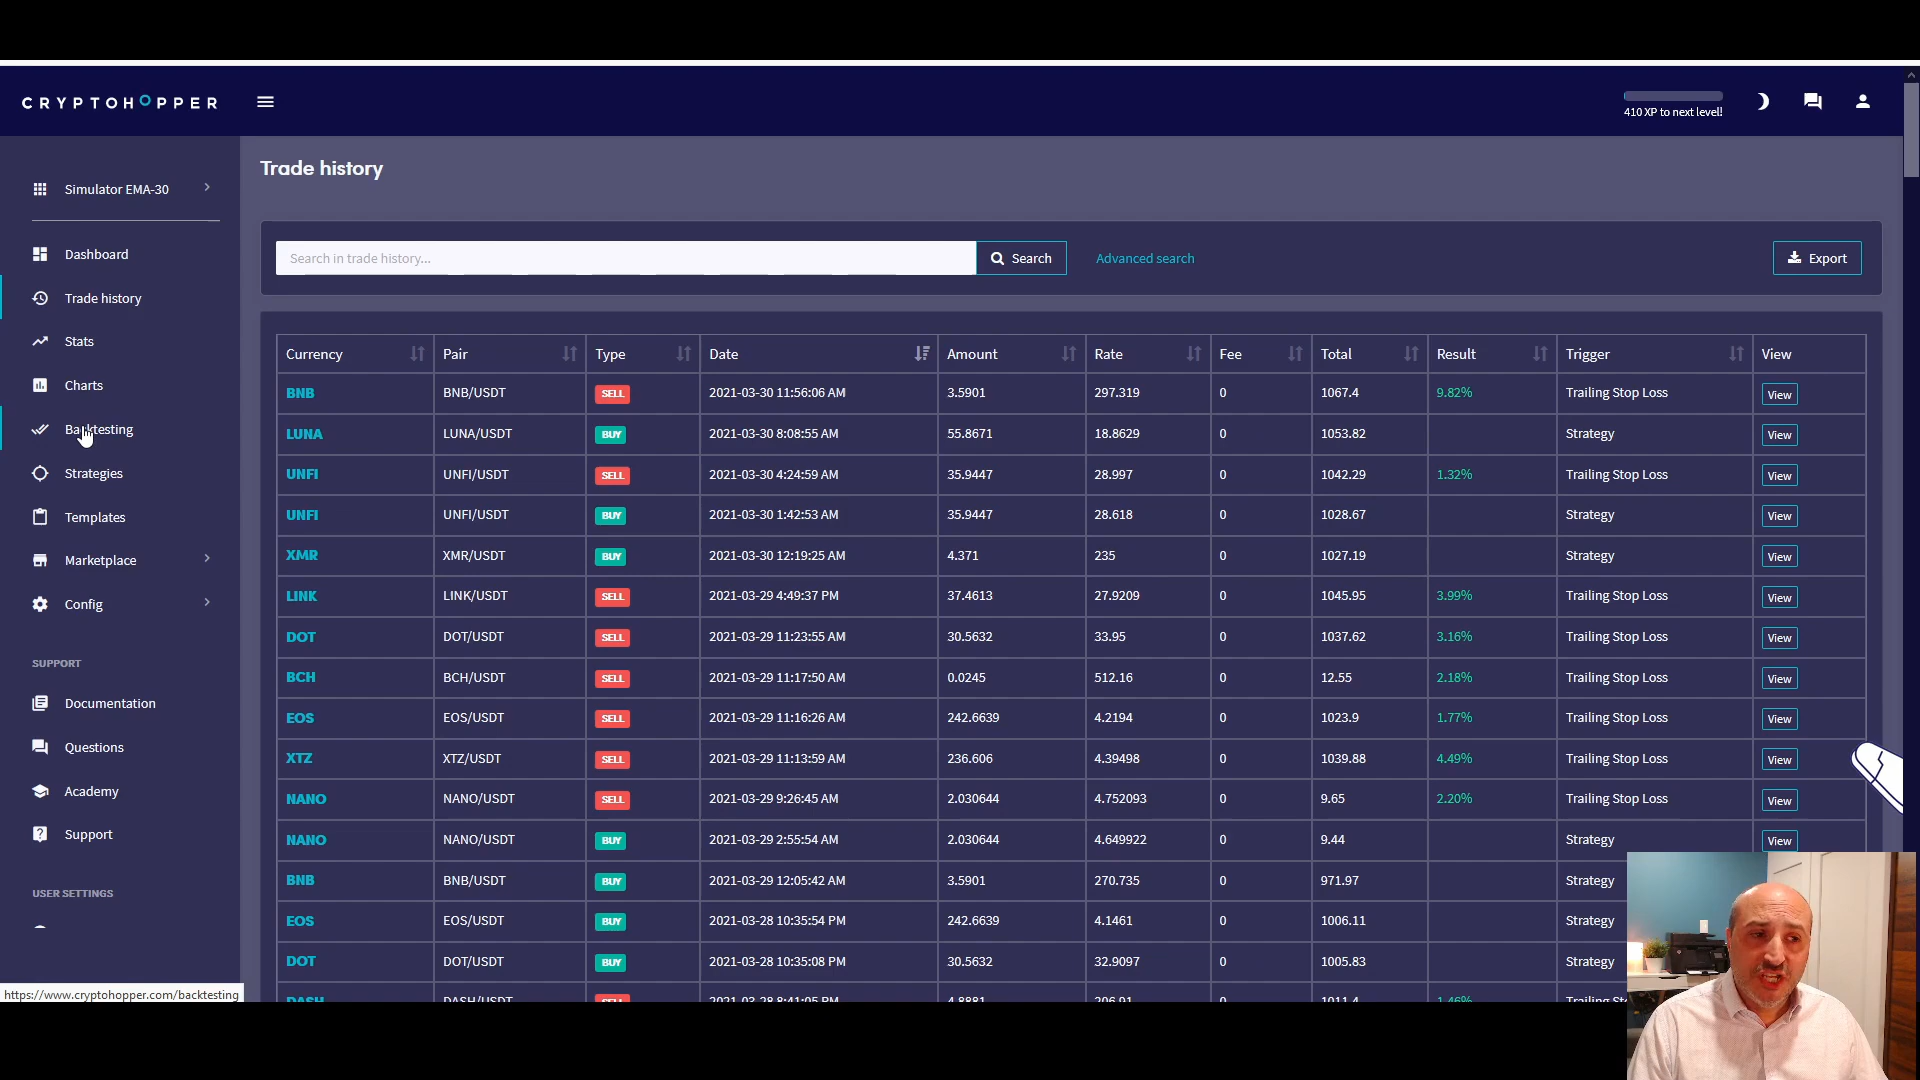 CRYPTOHOPPER
410 XP to next level!
Simulator EMA-30
Dashboard
Trade history
Stats
Charts
Backtesting
Strategies
Templates
Marketplace
Config
SUPPORT
Documentation
Questions
Academy
Support
USER SETTINGS
https://www.cryptohopper.com/backtesting
Trade history
Search in trade history... Search Advanced search Export
Currency Pair Type Date Amount Rate Fee Total Result Trigger View
BNB BNB/USDT SELL 2021-03-30 11:56:06 AM 3.5901 297.319 0 1067.4 9.82% Trailing Stop Loss View
LUNA LUNA/USDT BUY 2021-03-30 8:08:55 AM 55.8671 18.8629 0 1053.82 Strategy View
UNFI UNFI/USDT SELL 2021-03-30 4:24:59 AM 35.9447 28.997 0 1042.29 1.32% Trailing Stop Loss View
UNFI UNFI/USDT BUY 2021-03-30 1:42:53 AM 35.9447 28.618 0 1028.67 Strategy View
XMR XMR/USDT BUY 2021-03-30 12:19:25 AM 4.371 235 0 1027.19 Strategy View
LINK LINK/USDT SELL 2021-03-29 4:49:37 PM 37.4613 27.9209 0 1045.95 3.99% Trailing Stop Loss View
DOT DOT/USDT SELL 2021-03-29 11:23:55 AM 30.5632 33.95 0 1037.62 3.16% Trailing Stop Loss View
BCH BCH/USDT SELL 2021-03-29 11:17:50 AM 0.0245 512.16 0 12.55 2.18% Trailing Stop Loss View
EOS EOS/USDT SELL 2021-03-29 11:16:26 AM 242.6639 4.2194 0 1023.9 1.77% Trailing Stop Loss View
XTZ XTZ/USDT SELL 2021-03-29 11:13:59 AM 236.606 4.39498 0 1039.88 4.49% Trailing Stop Loss View
NANO NANO/USDT SELL 2021-03-29 9:26:45 AM 2.030644 4.752093 0 9.65 2.20% Trailing Stop Loss View
NANO NANO/USDT BUY 2021-03-29 2:55:54 AM 2.030644 4.649922 0 9.44 Strategy View
BNB BNB/USDT BUY 2021-03-29 12:05:42 AM 3.5901 270.735 0 971.97 Strategy
EOS EOS/USDT BUY 2021-03-28 10:35:54 PM 242.6639 4.1461 0 1006.11 Strategy
DOT DOT/USDT BUY 2021-03-28 10:35:08 PM 30.5632 32.9097 0 1005.83 Strategy
DASH DASH/USDT SELL 2021-03-28 8:41:05 PM 4.8881 206.91 0 1011.4 1.46%